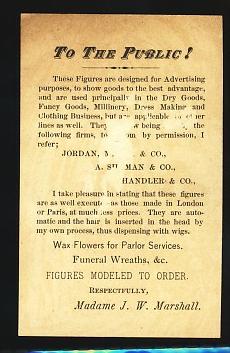 To The Public!
These Figures are designed for Advertising
purposes, to show goods to the best advantage,
and are used principally in the Dry Goods,
Fancy Goods, Millinery, Dress Making and
Clothing Business, but are applicable to other
lines as well. They being the
following firms, to by permission, I
refer;
JORDAN, & CO.,
A. MAN & CO.,
HANDLER & CO.,
I take pleasure in stating that these figures
are as well executed as those made in London
or Paris, at much less prices. They are auto-
matic and the hair is inserted in the head by
my own process, thus dispensing with wigs.
Wax Flowers for Parlor Services.
Funeral Wreaths, &c.
FIGURES MODELED TO ORDER.
Respectfully,
Madame J. W. Marshall.